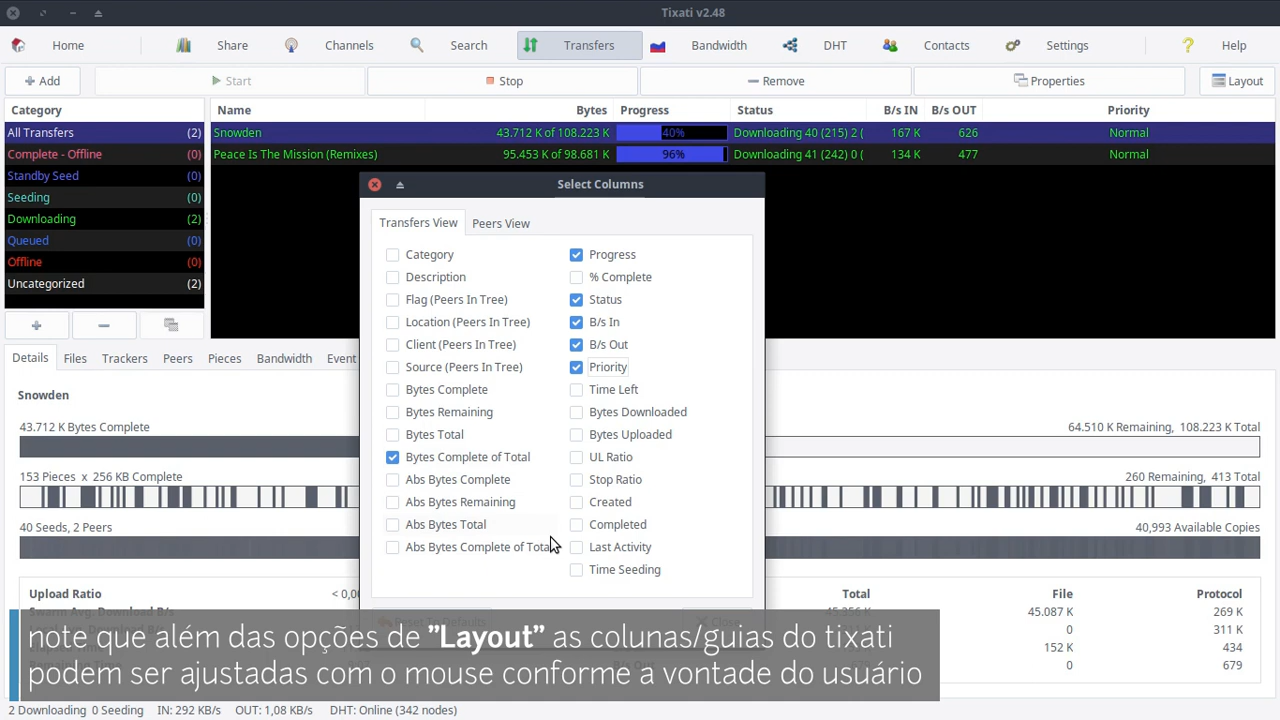 Tixati v2.48
Home Share Channels Search Transfers Bandwidth DHT Contacts Settings Help
Add Start Stop Remove Properties Layout
Category
All Transfers (2)
Complete - Offline (0)
Standby Seed (0)
Seeding (0)
Downloading (2)
Queued (0)
Offline (0)
Uncategorized (2)
Name Bytes Progress Status B/s IN B/s OUT Priority
Snowden 43.712 K of 108.223 K 40% Downloading 40 (215) 2 ( 167 K 626 Normal
Peace Is The Mission (Remixes) 95.453 K of 98.681 K 96% Downloading 41 (242) 0 ( 134 K 477 Normal
Select Columns
Transfers View Peers View
Category
Description
Flag (Peers In Tree)
Location (Peers In Tree)
Client (Peers In Tree)
Source (Peers In Tree)
Bytes Complete
Bytes Remaining
Bytes Total
Bytes Complete of Total
Abs Bytes Complete
Abs Bytes Remaining
Abs Bytes Total
Abs Bytes Complete of Total
Progress
% Complete
Status
B/s In
B/s Out
Priority
Time Left
Bytes Downloaded
Bytes Uploaded
UL Ratio
Stop Ratio
Created
Completed
Last Activity
Time Seeding
Reset To Defaults Close
Details Files Trackers Peers Pieces Bandwidth Event
Snowden
43.712 K Bytes Complete 64.510 K Remaining, 108.223 K Total
153 Pieces x 256 KB Complete 260 Remaining, 413 Total
40 Seeds, 2 Peers 40,993 Available Copies
Upload Ratio < 0,00 Total File Protocol
45.087 K 269 K
0 311 K
152 K 434
0 679
note que além das opções de "Layout" as colunas/guias do tixati
podem ser ajustadas com o mouse conforme a vontade do usuário
2 Downloading 0 Seeding IN: 292 KB/s OUT: 1,08 KB/s DHT: Online (342 nodes)